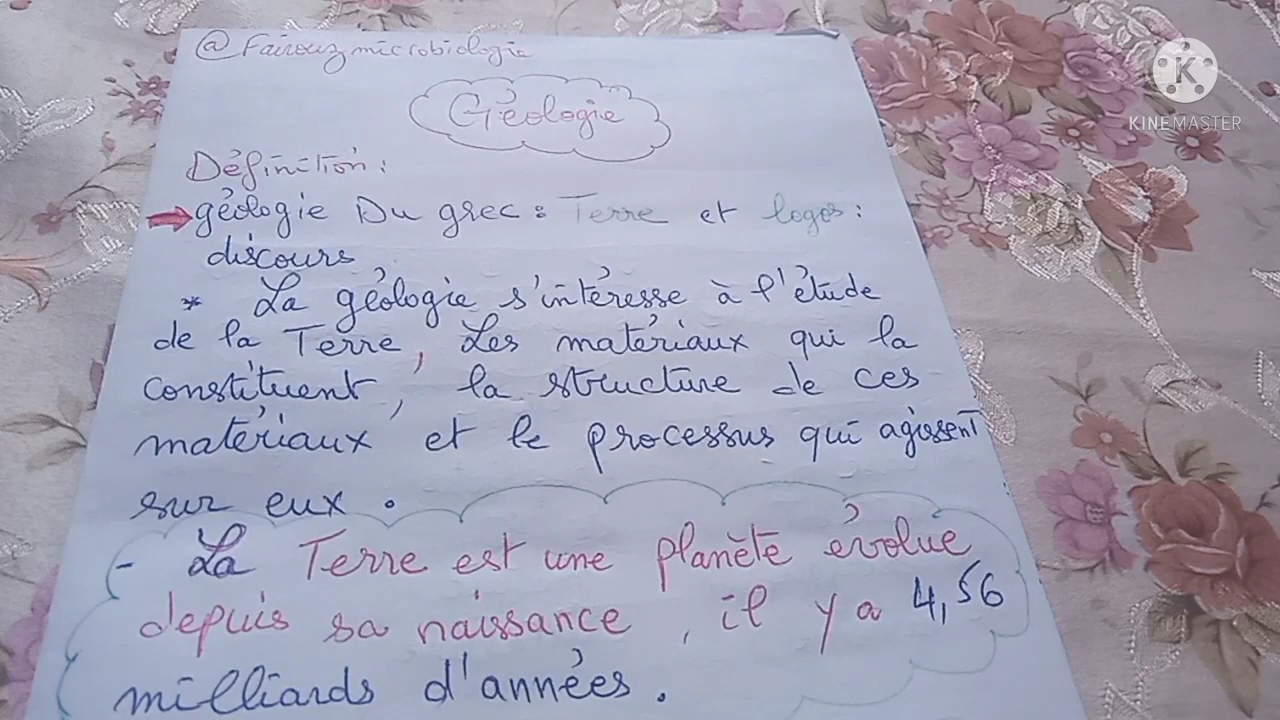 @Fairouzmicrobiologie
Géologie
Définition :
géologie Du grec : Terre et logos :
discours
* La géologie s'intéresse à l'étude
de la Terre, Les matériaux qui la
constituent, la structure de ces
matériaux, et le processus qui agissent
sur eux .
- La Terre est une planète évolue
depuis sa naissance, il y a 4,56
milliards d'années.
K
KINEMASTER